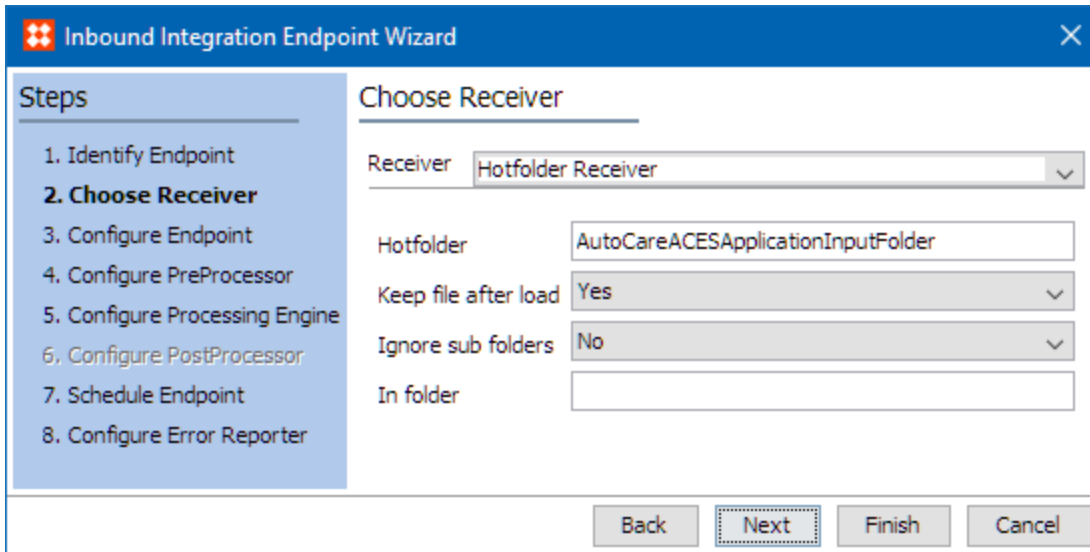 Inbound Integration Endpoint Wizard
Steps
1. Identify Endpoint
2. Choose Receiver
3. Configure Endpoint
4. Configure PreProcessor
5. Configure Processing Engine
6. Configure PostProcessor
7. Schedule Endpoint
8. Configure Error Reporter
Choose Receiver
Receiver Hotfolder Receiver
Hotfolder AutoCareACESApplicationInputFolder
Keep file after load Yes
Ignore sub folders No
In folder
Back Next Finish Cancel